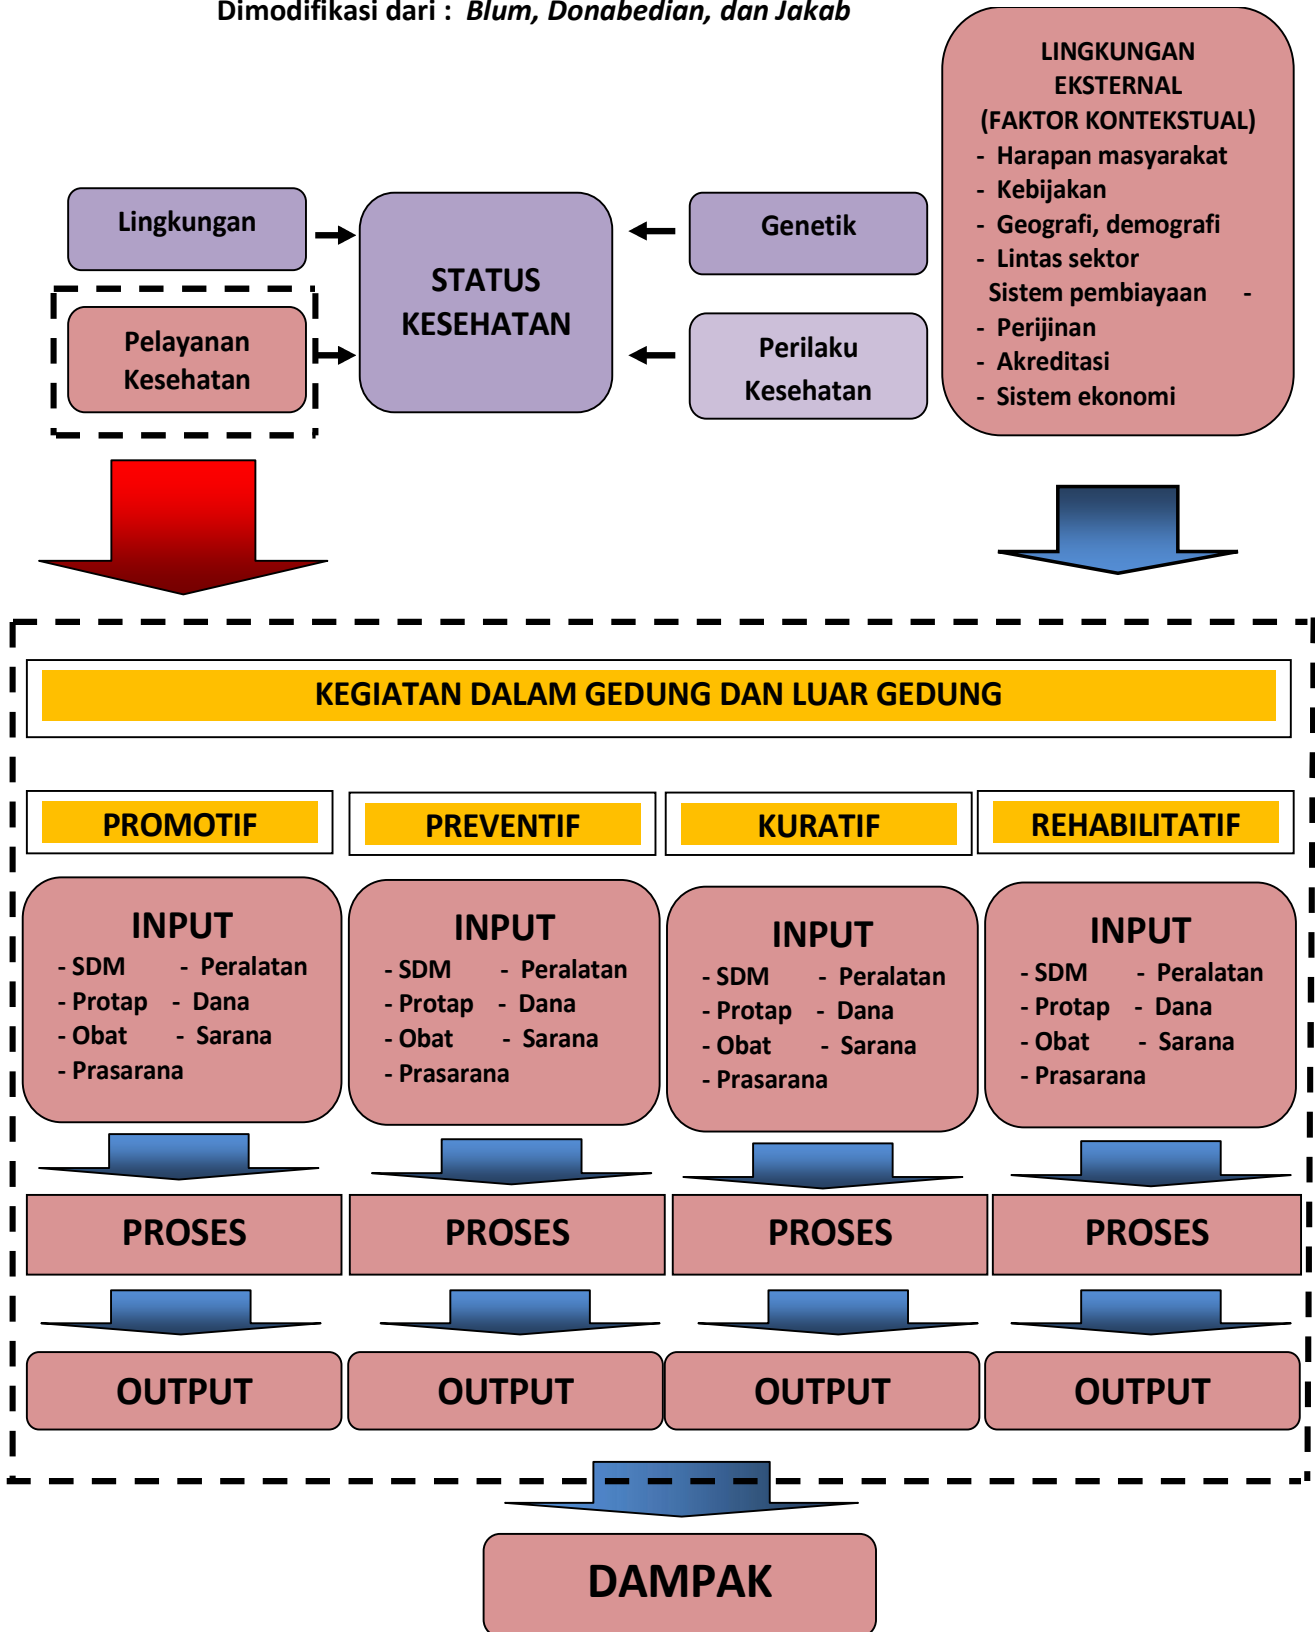 Dimodifikasi dari : Blum, Donabedian, dan Jakab
LINGKUNGAN
EKSTERNAL
(FAKTOR KONTEKSTUAL)
- Harapan masyarakat
- Kebijakan
- Geografi, demografi
- Lintas sektor
Sistem pembiayaan -
- Perijinan
- Akreditasi
- Sistem ekonomi
Lingkungan
Pelayanan
Kesehatan
STATUS
KESEHATAN
Genetik
Perilaku
Kesehatan
KEGIATAN DALAM GEDUNG DAN LUAR GEDUNG
PROMOTIF
PREVENTIF
KURATIF
REHABILITATIF
INPUT
- SDM - Peralatan
- Protap - Dana
- Obat - Sarana
- Prasarana
INPUT
- SDM - Peralatan
- Protap - Dana
- Obat - Sarana
- Prasarana
INPUT
- SDM - Peralatan
- Protap - Dana
- Obat - Sarana
- Prasarana
INPUT
- SDM - Peralatan
- Protap - Dana
- Obat - Sarana
- Prasarana
PROSES
PROSES
PROSES
PROSES
OUTPUT
OUTPUT
OUTPUT
OUTPUT
DAMPAK